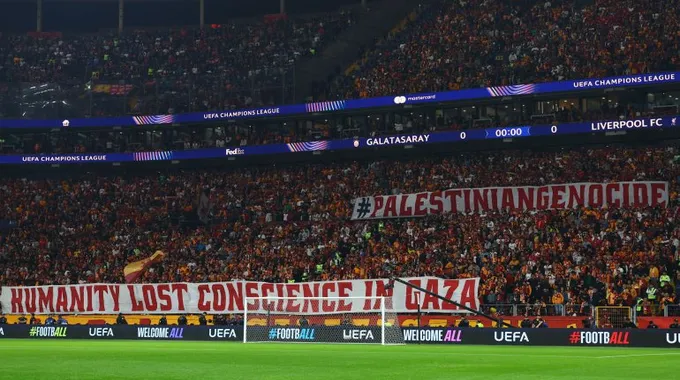 mastercard UEFA CHAMPIONS LEAGUE
UEFA CHAMPIONS LEAGUE
UEFA CHAMPIONS LEAGUE FedEx GALATASARAY 0 00:00 0 LIVERPOOL FC
#PALESTINIANGENOCIDE
HUMANITY LOST CONSCIENCE IN GAZA
#FOOTBALL UEFA WELCOME ALL UEFA #FOOTBALL UEFA WELCOME ALL UEFA #FOOTBALL UEFA